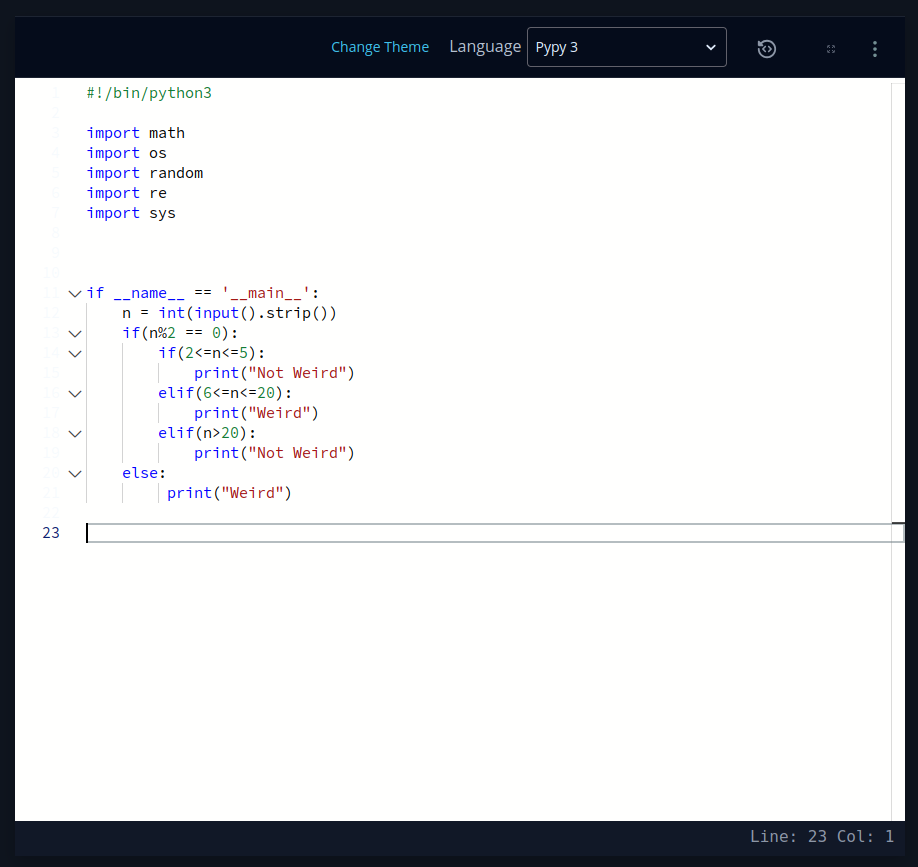 Change Theme Language Pypy 3
1 #!/bin/python3
2
3 import math
4 import os
5 import random
6 import re
7 import sys
8
9
10
11 if __name__ == '__main__':
12     n = int(input().strip())
13     if(n%2 == 0):
14         if(2<=n<=5):
15             print("Not Weird")
16         elif(6<=n<=20):
17             print("Weird")
18         elif(n>20):
19             print("Not Weird")
20     else:
21          print("Weird")
22
23
Line: 23 Col: 1